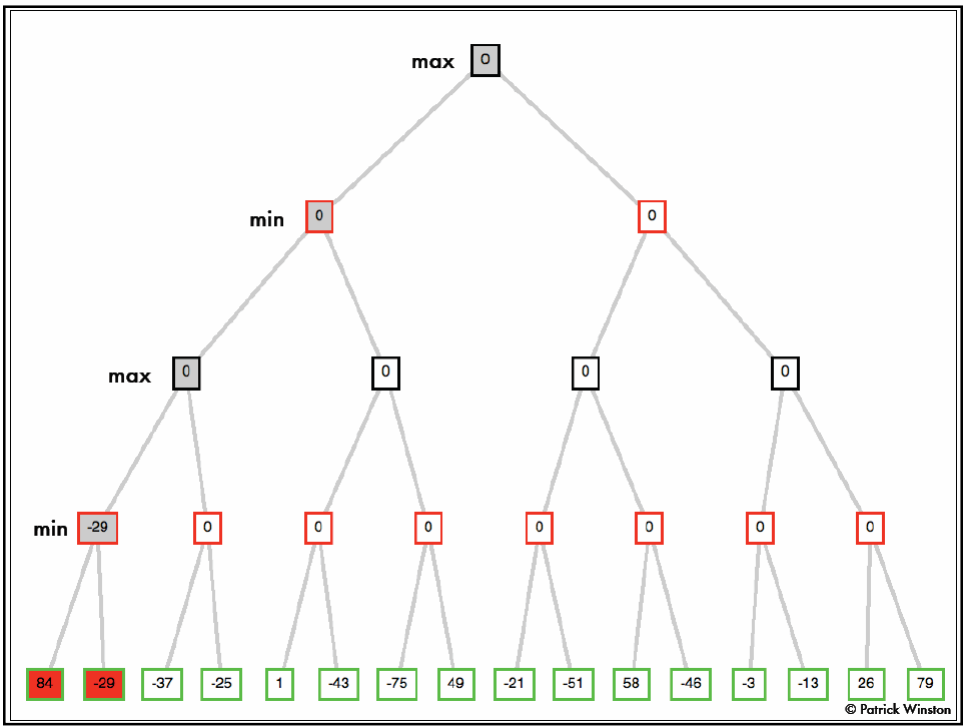 max 0
min 0 0
max 0 0 0 0
min -29 0 0 0 0 0 0 0
84 -29 -37 -25 1 -43 -75 49 -21 -51 58 -46 -3 -13 26 79
© Patrick Winston